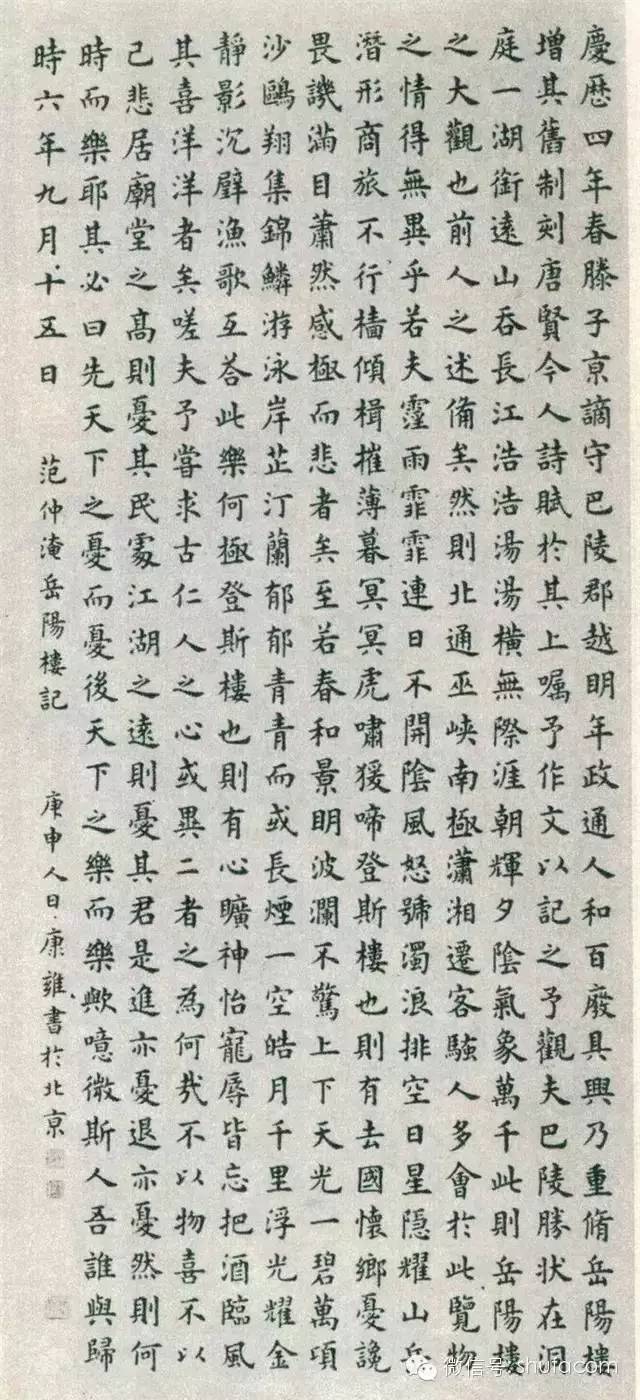 慶歷四年春滕子京謫守巴陵郡越明年政通人和百廢具興乃重脩岳陽樓
增其舊制刻唐賢今人詩賦於其上囑予作文以記之予觀夫巴陵勝狀在洞
庭一湖銜遠山吞長江浩浩湯湯橫無際涯朝輝夕陰氣象萬千此則岳陽樓
之大觀也前人之述備矣然則北通巫峽南極瀟湘遷客騷人多會於此覽物
之情得無異乎若夫霪雨霏霏連日不開陰風怒號濁浪排空日星隱耀山岳
潛形商旅不行檣傾楫摧薄暮冥冥虎嘯猨啼登斯樓也則有去國懷鄉憂讒
畏譏滿目蕭然感極而悲者矣至若春和景明波瀾不驚上下天光一碧萬頃
沙鷗翔集錦鱗游泳岸芷汀蘭郁郁青青而或長煙一空皓月千里浮光耀金
靜影沉璧漁歌互荅此樂何極登斯樓也則有心曠神怡寵辱皆忘把酒臨風
其喜洋洋者矣嗟夫予嘗求古仁人之心或異二者之為何哉不以物喜不以
己悲居廟堂之高則憂其民處江湖之遠則憂其君是進亦憂退亦憂然則何
時而樂耶其必曰先天下之憂而憂後天下之樂而樂歟噫微斯人吾誰與歸
時六年九月十五日 范仲淹岳陽樓記 庚申人日康雍書於北京
微信号:shufacom